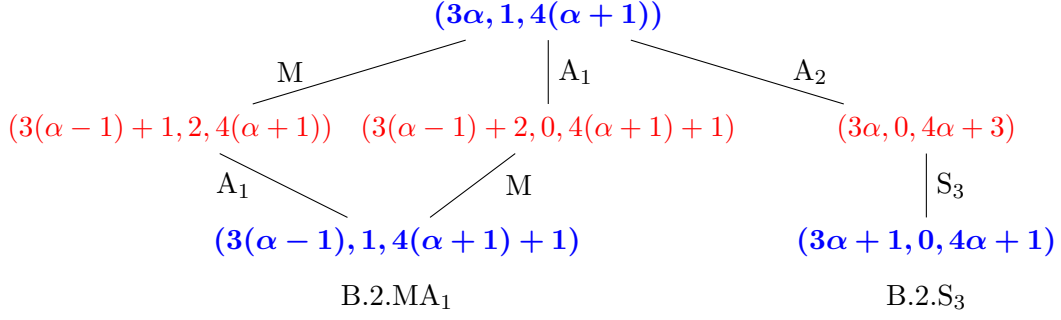 (3α, 1, 4(α + 1))
M A₁ A₂
(3(α − 1) + 1, 2, 4(α + 1)) (3(α − 1) + 2, 0, 4(α + 1) + 1) (3α, 0, 4α + 3)
A₁ M S₃
(3(α − 1), 1, 4(α + 1) + 1) (3α + 1, 0, 4α + 1)
B.2.MA₁ B.2.S₃